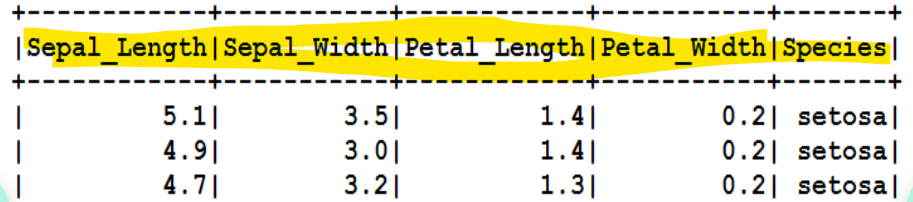 +------------+-----------+------------+-----------+-------+
|Sepal_Length|Sepal_Width|Petal_Length|Petal_Width|Species|
+------------+-----------+------------+-----------+-------+
|         5.1|        3.5|         1.4|        0.2| setosa|
|         4.9|        3.0|         1.4|        0.2| setosa|
|         4.7|        3.2|         1.3|        0.2| setosa|